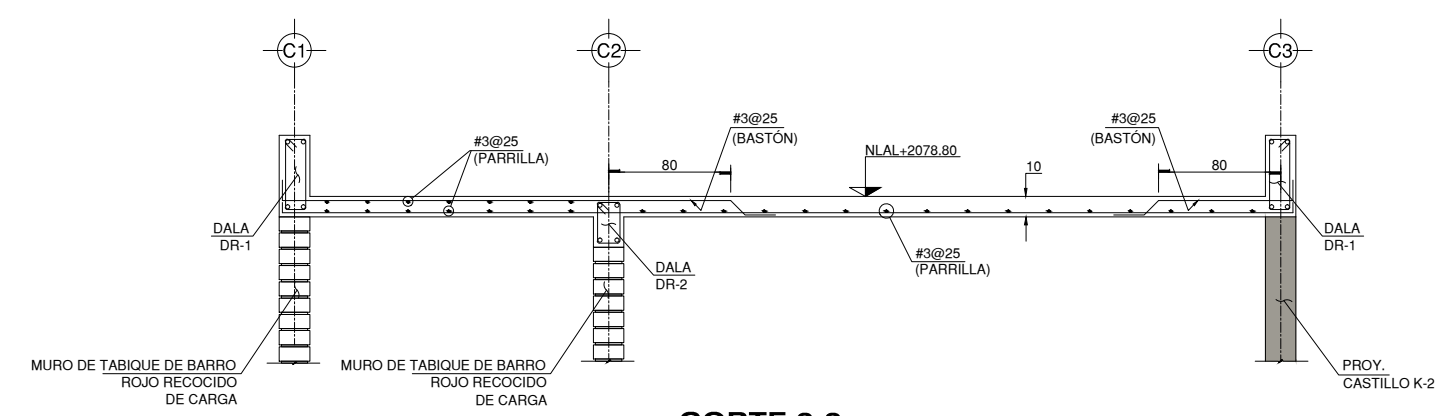 C1
C2
C3
#3@25
(PARRILLA)
#3@25
(BASTÓN)
#3@25
(BASTÓN)
80
NLAL+2078.80
10
80
DALA
DR-1
DALA
DR-2
#3@25
(PARRILLA)
DALA
DR-1
MURO DE TABIQUE DE BARRO
ROJO RECOCIDO
DE CARGA
MURO DE TABIQUE DE BARRO
ROJO RECOCIDO
DE CARGA
PROY.
CASTILLO K-2